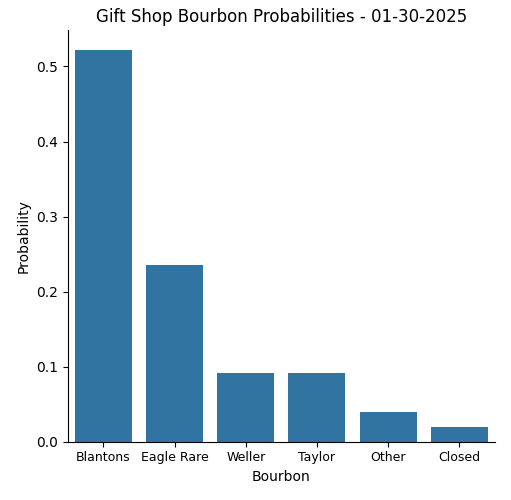 Gift Shop Bourbon Probabilities - 01-30-2025
Probability
0.5
0.4
0.3
0.2
0.1
0.0
Blantons Eagle Rare Weller Taylor Other Closed
Bourbon